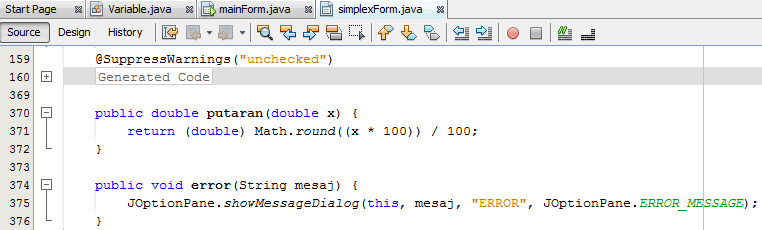 Start Page Variable.java mainForm.java simplexForm.java
Source Design History
159 @SuppressWarnings("unchecked")
160 Generated Code
369
370 public double putaran(double x) {
371 return (double) Math.round((x * 100)) / 100;
372 }
373
374 public void error(String mesaj) {
375 JOptionPane.showMessageDialog(this, mesaj, "ERROR", JOptionPane.ERROR_MESSAGE);
376 }